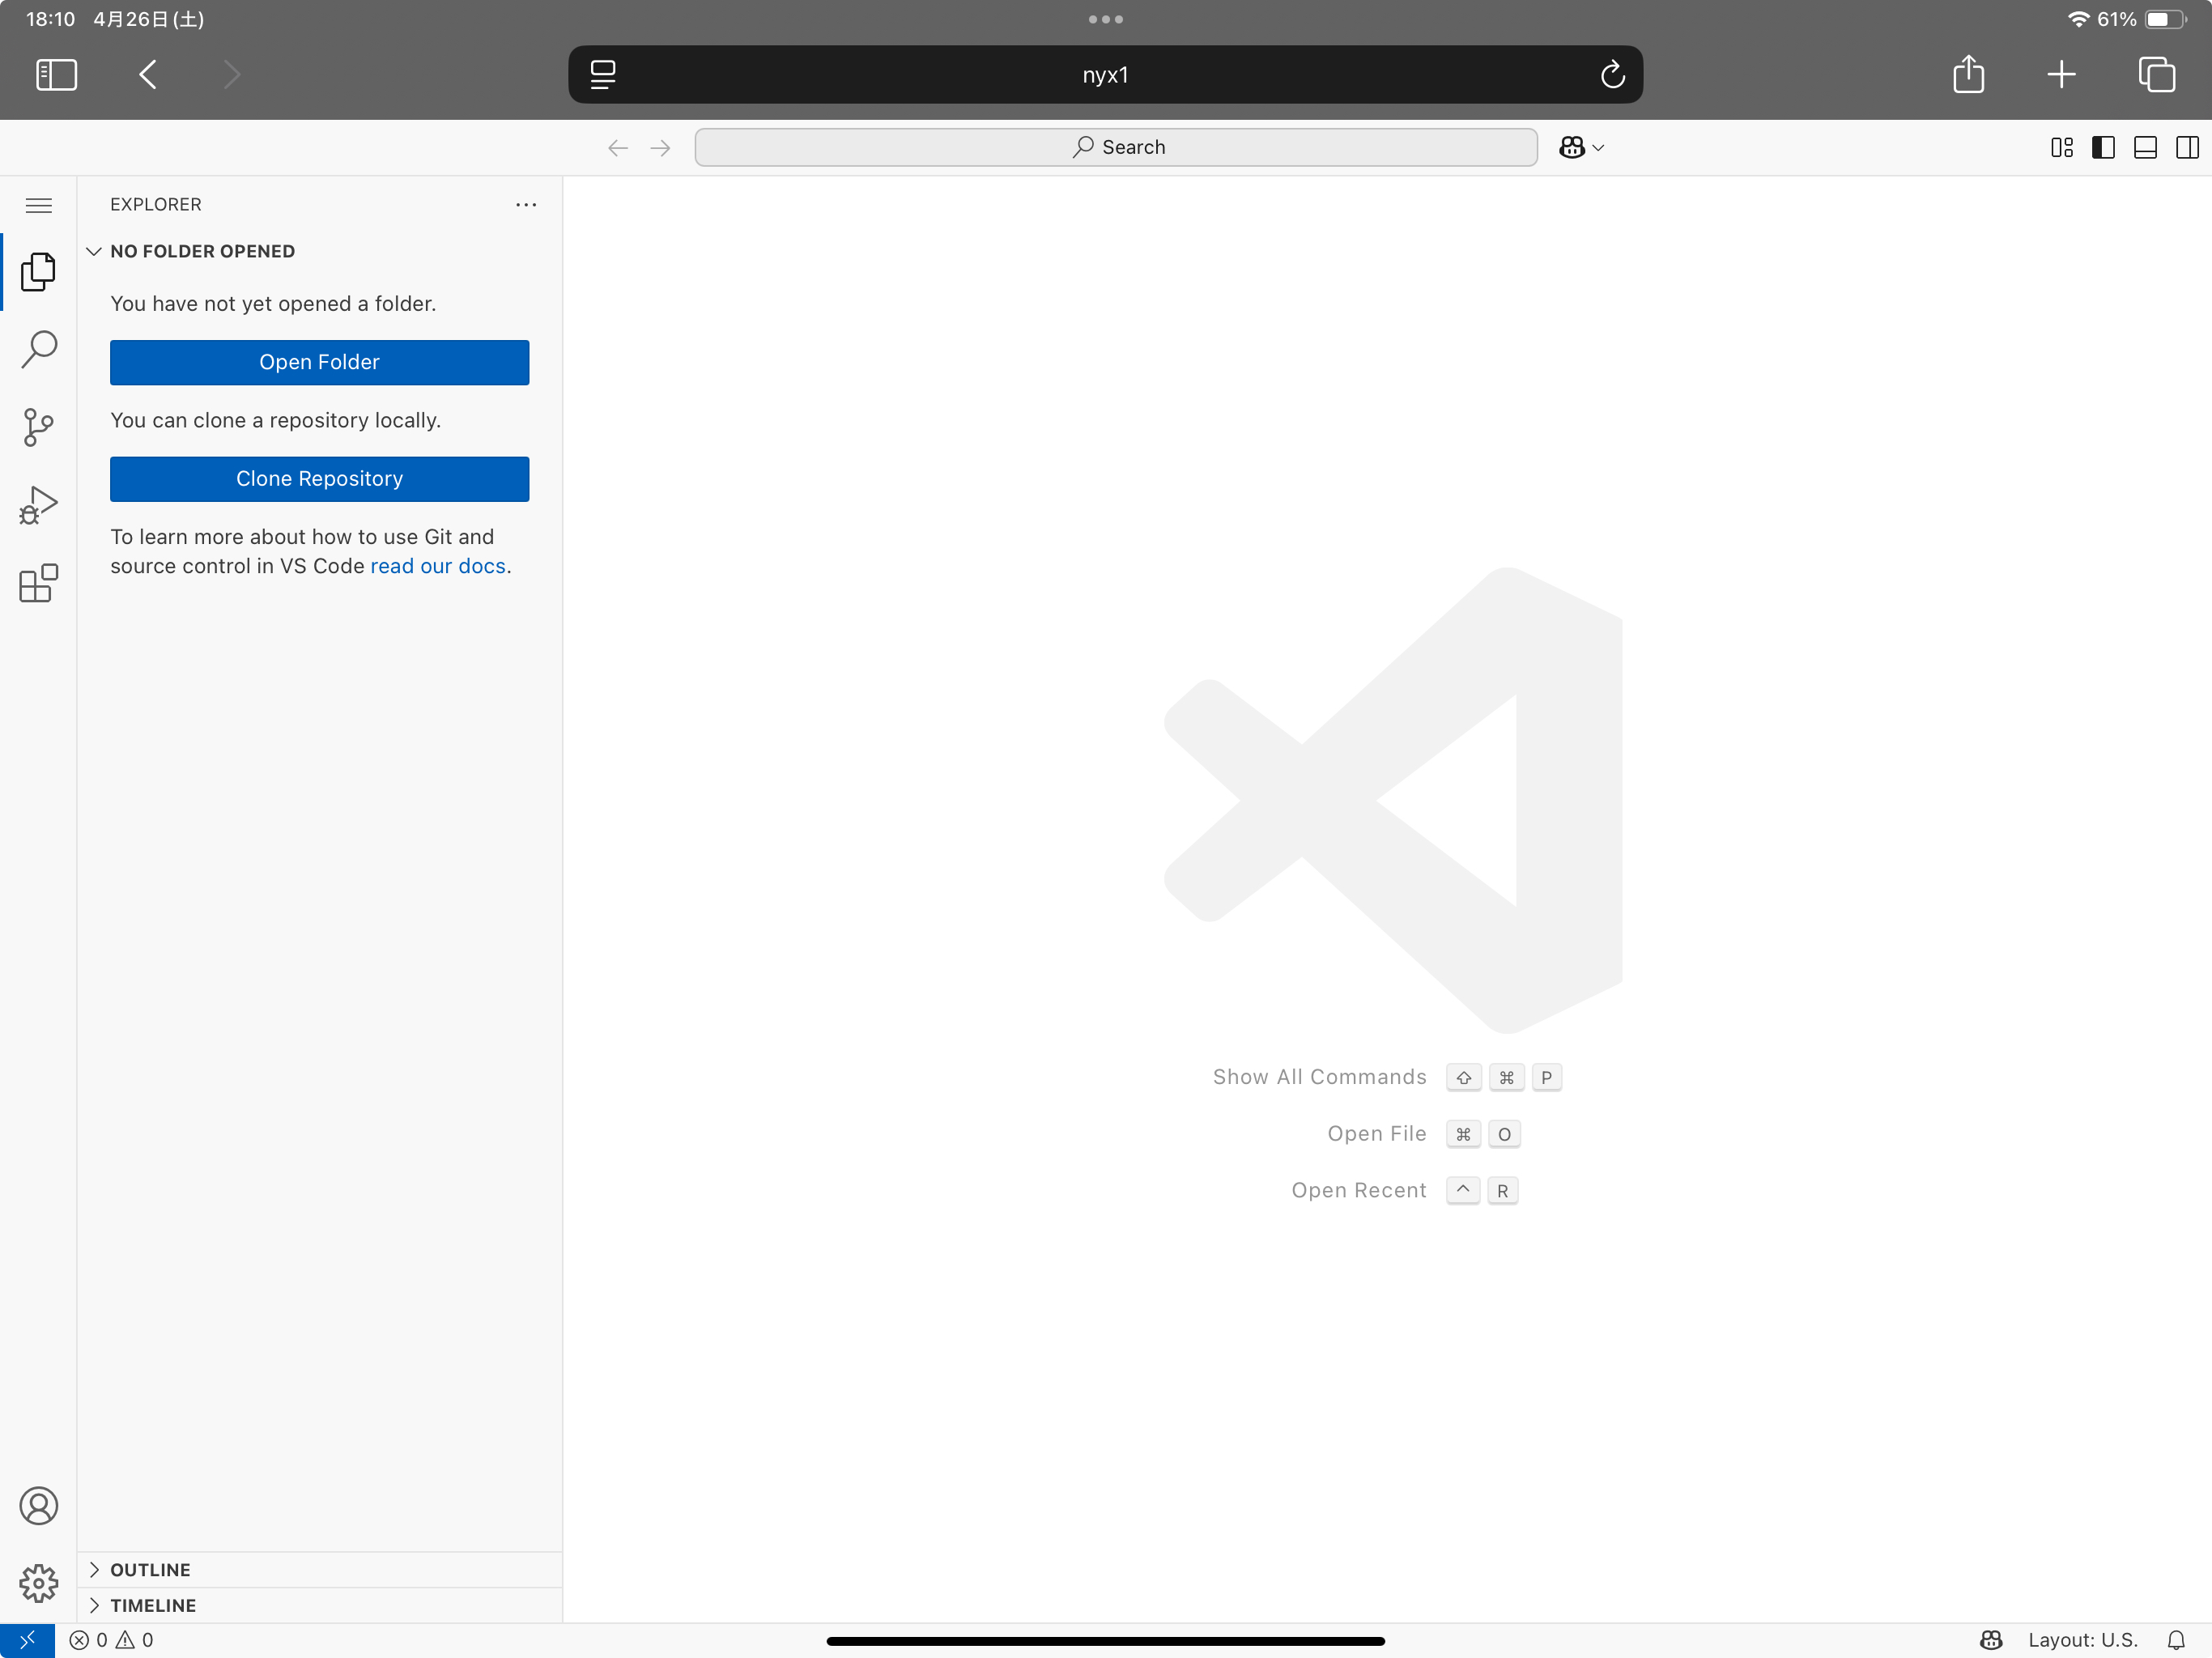 18:10 4月26日(土)
61%
nyx1
Search
EXPLORER
NO FOLDER OPENED
You have not yet opened a folder.
Open Folder
You can clone a repository locally.
Clone Repository
To learn more about how to use Git and
source control in VS Code read our docs.
Show All Commands ⇧ ⌘ P
Open File ⌘ O
Open Recent ^ R
OUTLINE
TIMELINE
0 0
Layout: U.S.